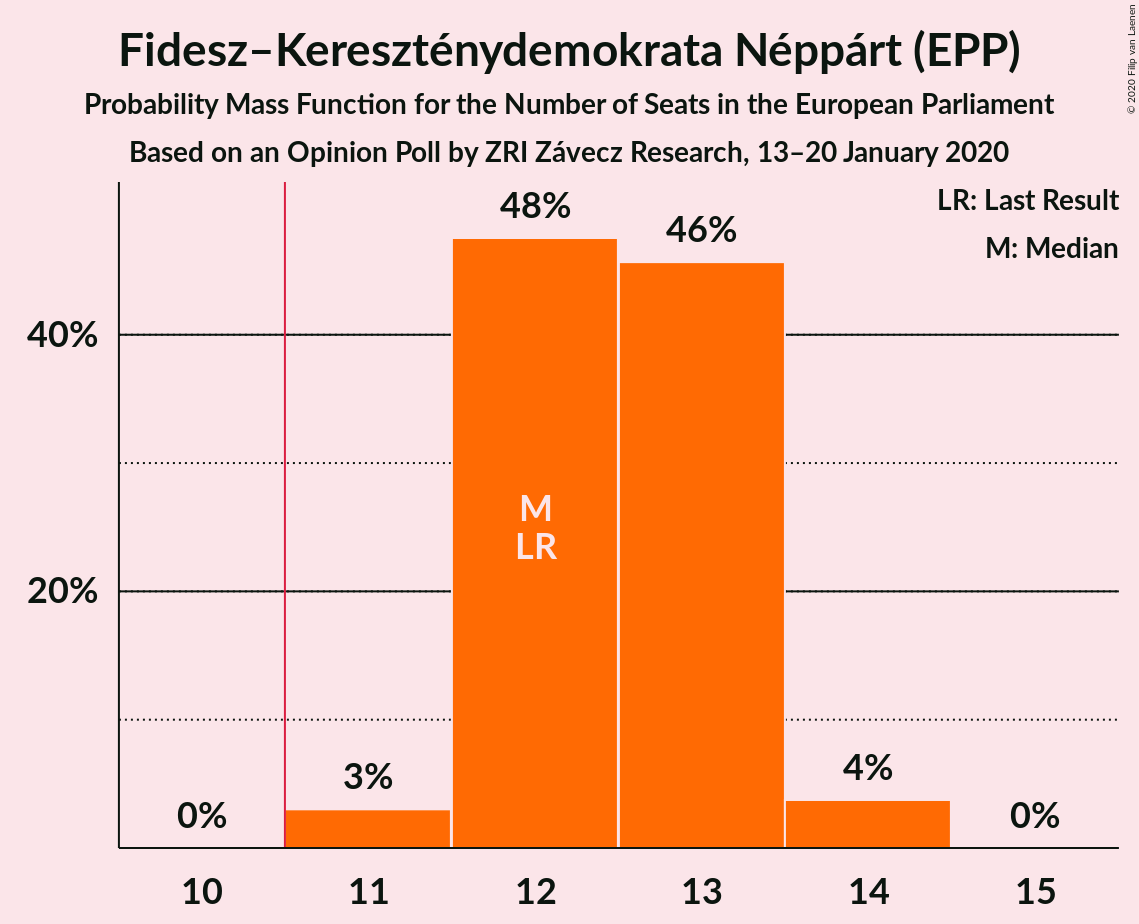 Fidesz–Kereszténydemokrata Néppárt (EPP)
Probability Mass Function for the Number of Seats in the European Parliament
Based on an Opinion Poll by ZRI Závecz Research, 13–20 January 2020
© 2020 Filip van Laenen
LR: Last Result
M: Median
48%
46%
40%
M
LR
20%
3%
4%
0%
0%
10 11 12 13 14 15